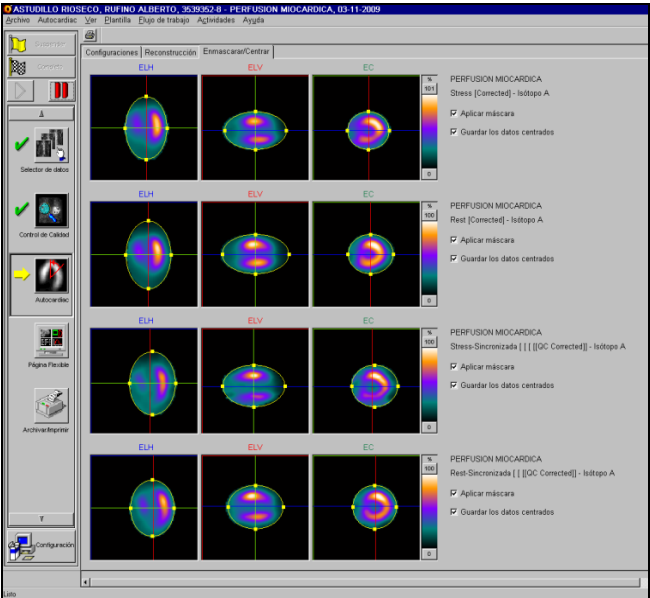 ASTUDILLO RIOSECO, RUFINO ALBERTO, 3539352-8 - PERFUSION MIOCARDICA, 03-11-2009
Archivo Autocardiac Ver Plantilla Flujo de trabajo Actividades Ayuda
Suspender
Completo
Selector de datos
Control de Calidad
Autocardiac
Página Flexible
Archivar/Imprimir
Configuración
Configuraciones Reconstrucción Enmascarar/Centrar
ELH ELV EC
%
101
0
PERFUSION MIOCARDICA
Stress [Corrected] - Isótopo A
Aplicar máscara
Guardar los datos centrados
ELH ELV EC
%
100
0
PERFUSION MIOCARDICA
Rest [Corrected] - Isótopo A
Aplicar máscara
Guardar los datos centrados
ELH ELV EC
%
100
0
PERFUSION MIOCARDICA
Stress-Sincronizada [ [ [ [[QC Corrected]] - Isótopo A
Aplicar máscara
Guardar los datos centrados
ELH ELV EC
%
100
0
PERFUSION MIOCARDICA
Rest-Sincronizada [ [ [[QC Corrected]] - Isótopo A
Aplicar máscara
Guardar los datos centrados
Listo